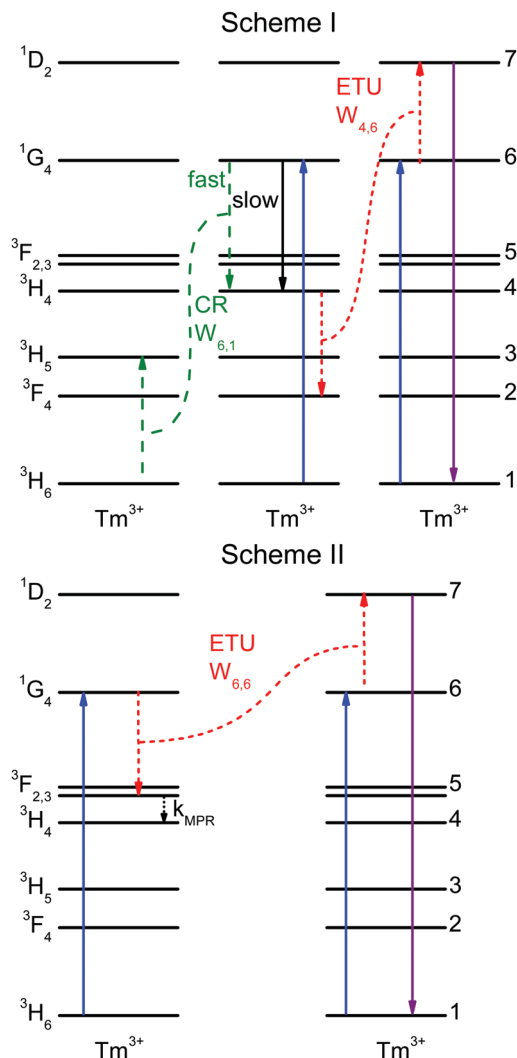 Scheme I
¹D₂ 7
ETU
W₄,₆
¹G₄ 6
fast
slow
³F₂,₃ 5
³H₄ 4
CR
W₆,₁
³H₅ 3
³F₄ 2
³H₆ 1
Tm³⁺ Tm³⁺ Tm³⁺
Scheme II
¹D₂ 7
ETU
W₆,₆
¹G₄ 6
³F₂,₃ 5
k_MPR
³H₄ 4
³H₅ 3
³F₄ 2
³H₆ 1
Tm³⁺ Tm³⁺